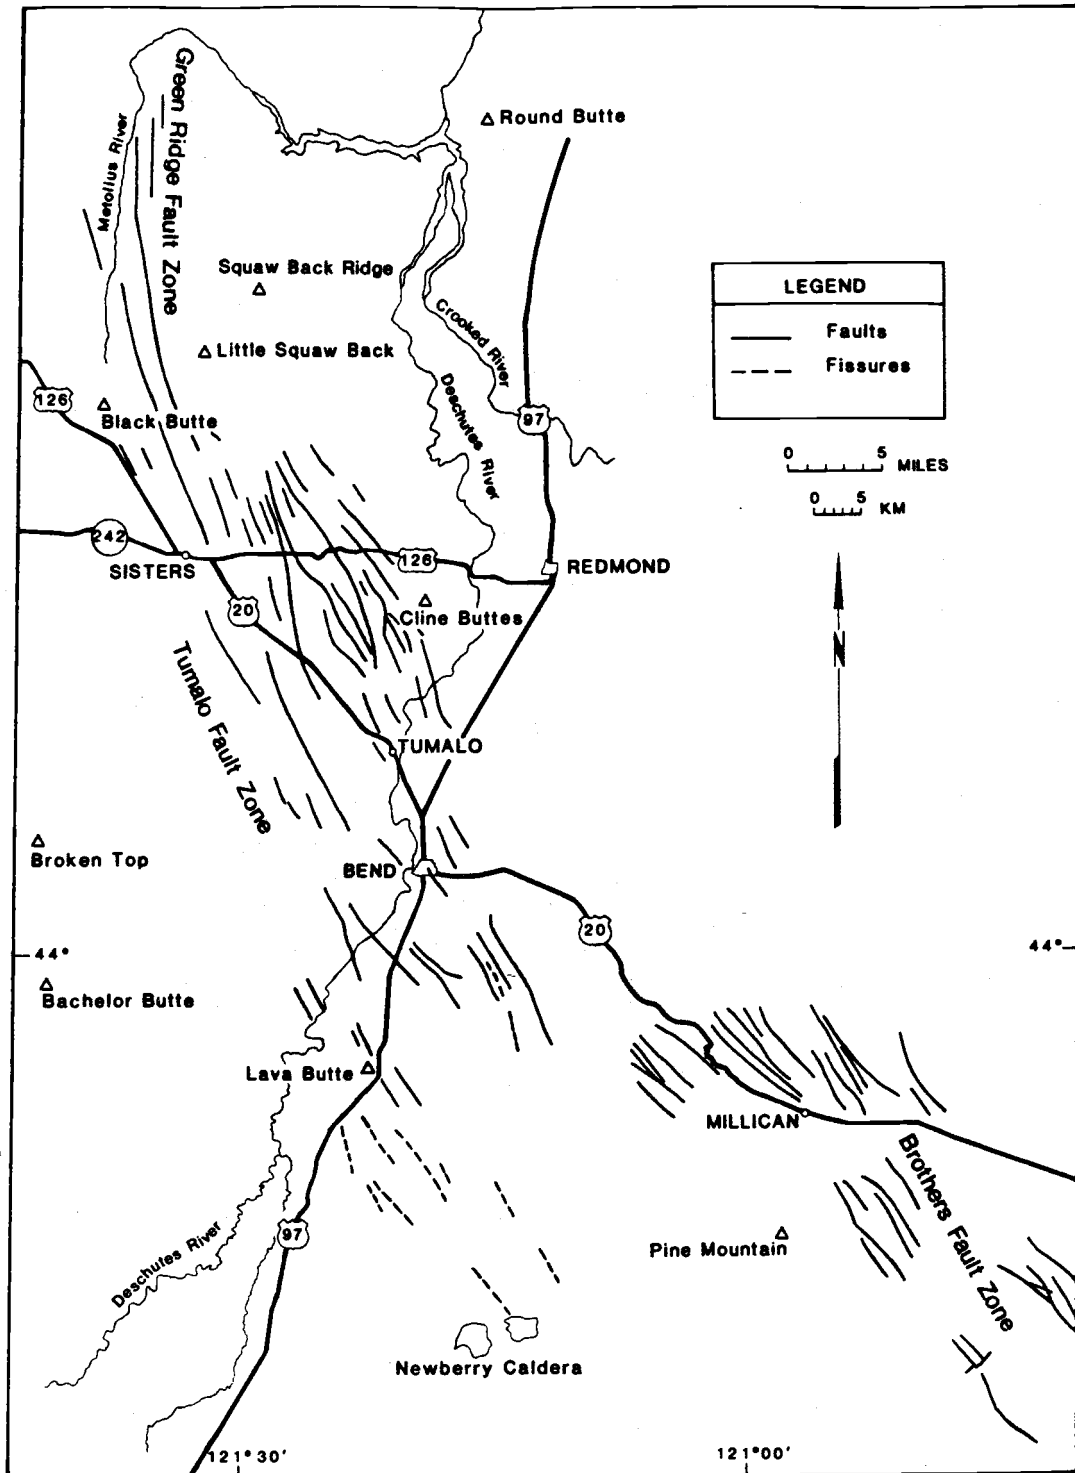 Round Butte
Green Ridge Fault Zone
Metolius River
Squaw Back Ridge
LEGEND
Faults
Fissures
Crooked River
Little Squaw Back
Deschutes River
126
Black Butte
97
0 5 MILES
0 5 KM
242
SISTERS
126
REDMOND
20
Cline Buttes
N
Tumalo Fault Zone
TUMALO
Broken Top
BEND
20
44°
44°
Bachelor Butte
Lava Butte
MILLICAN
Brothers Fault Zone
97
Pine Mountain
Deschutes River
Newberry Caldera
121°30'
121°00'